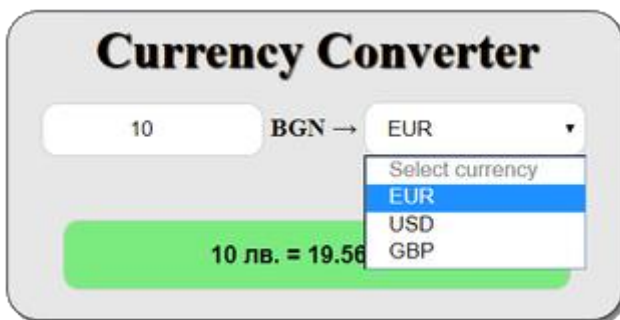 Currency Converter
10 BGN → EUR
Select currency
EUR
USD
GBP
10 лв. = 19.56